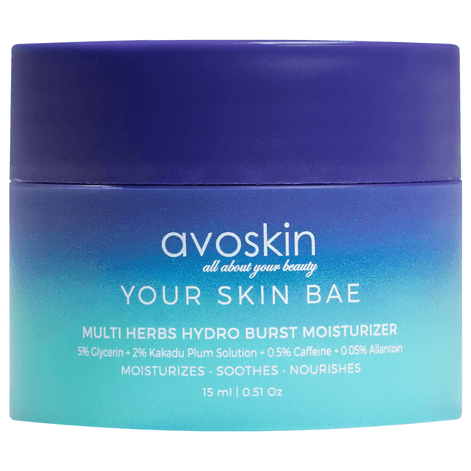 avoskin
all about your beauty
YOUR SKIN BAE
MULTI HERBS HYDRO BURST MOISTURIZER
5% Glycerin + 2% Kakadu Plum Solution + 0.5% Caffeine + 0.05% Allantoin
MOISTURIZES • SOOTHES • NOURISHES
15 ml | 0.51 Oz